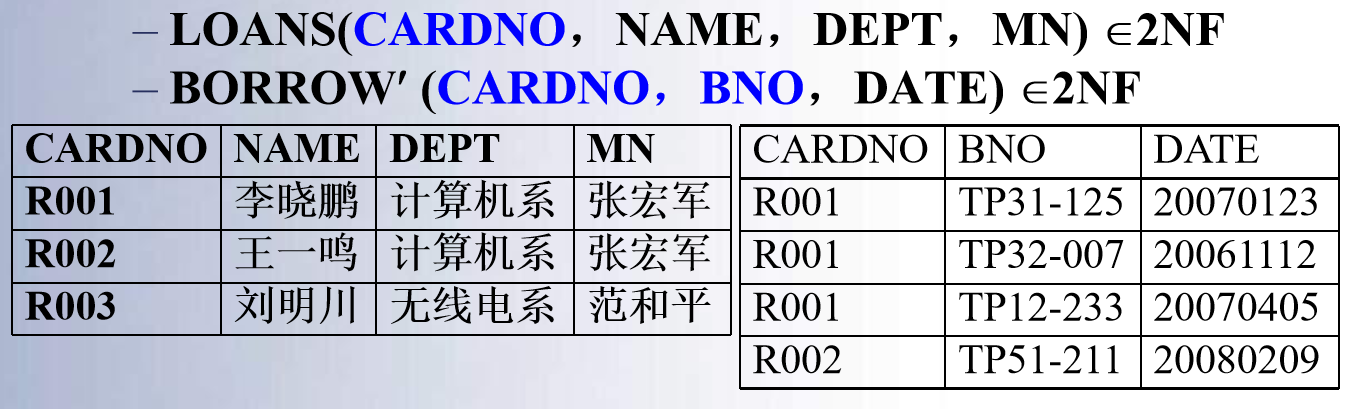 – LOANS(CARDNO，NAME，DEPT，MN) ∈2NF
– BORROW′ (CARDNO，BNO，DATE) ∈2NF
CARDNO NAME DEPT MN
R001 李晓鹏 计算机系 张宏军
R002 王一鸣 计算机系 张宏军
R003 刘明川 无线电系 范和平
CARDNO BNO DATE
R001 TP31-125 20070123
R001 TP32-007 20061112
R001 TP12-233 20070405
R002 TP51-211 20080209